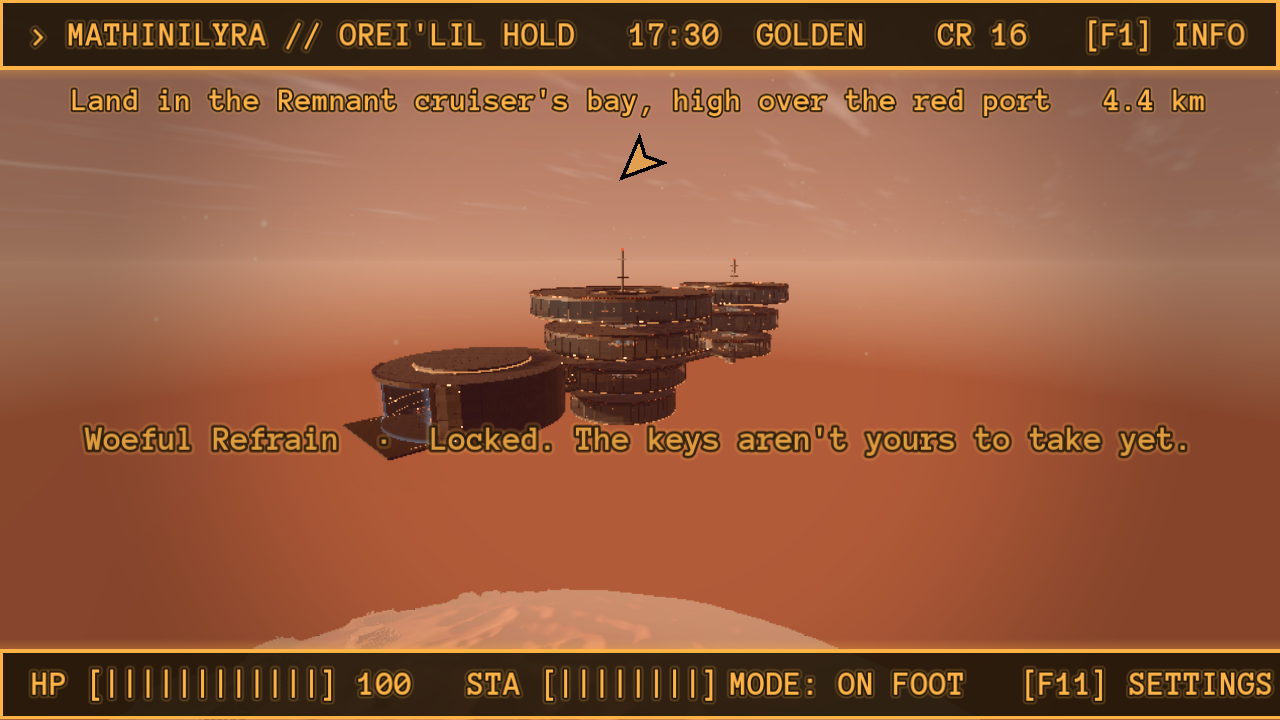 › MATHINILYRA // OREI'LIL HOLD 17:30 GOLDEN CR 16 [F1] INFO
Land in the Remnant cruiser's bay, high over the red port 4.4 km
Woeful Refrain · Locked. The keys aren't yours to take yet.
HP [||||||||||||] 100 STA [||||||||] MODE: ON FOOT [F11] SETTINGS